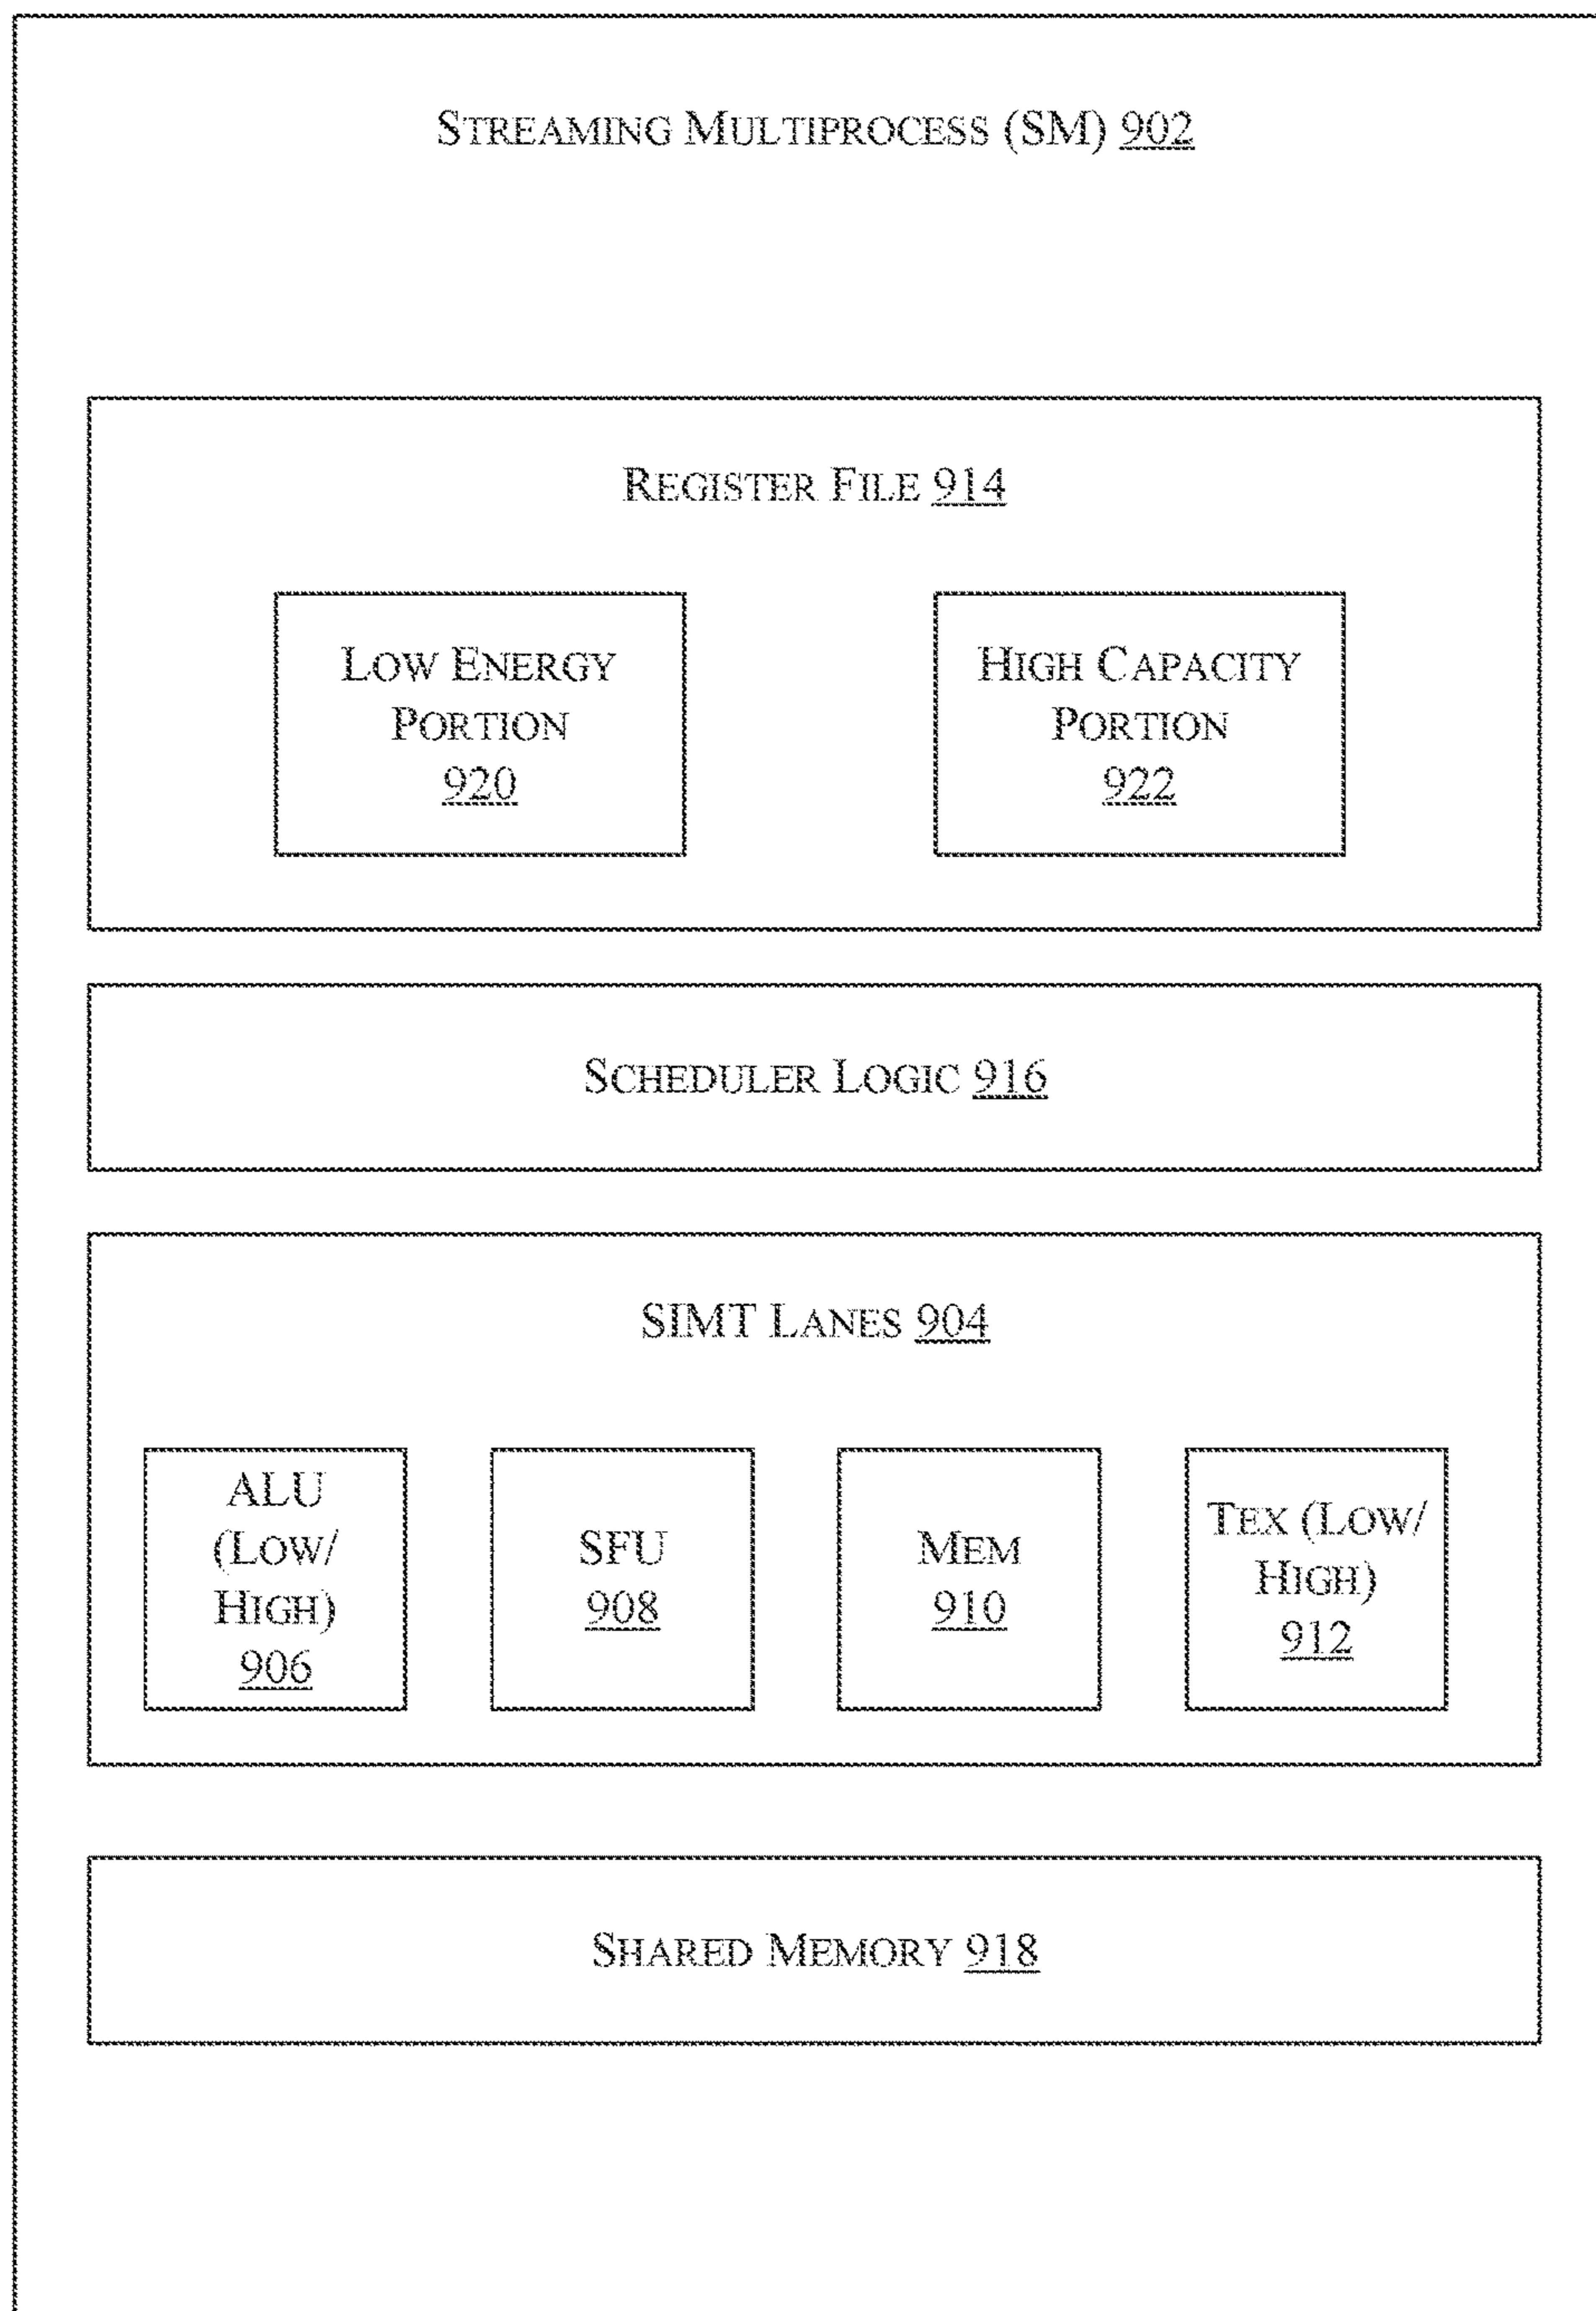 STREAMING MULTIPROCESS (SM) 902
REGISTER FILE 914
LOW ENERGY
PORTION
920
HIGH CAPACITY
PORTION
922
SCHEDULER LOGIC 916
SIMT LANES 904
ALU
(LOW/
HIGH)
906
SFU
908
MEM
910
TEX (LOW/
HIGH)
912
SHARED MEMORY 918